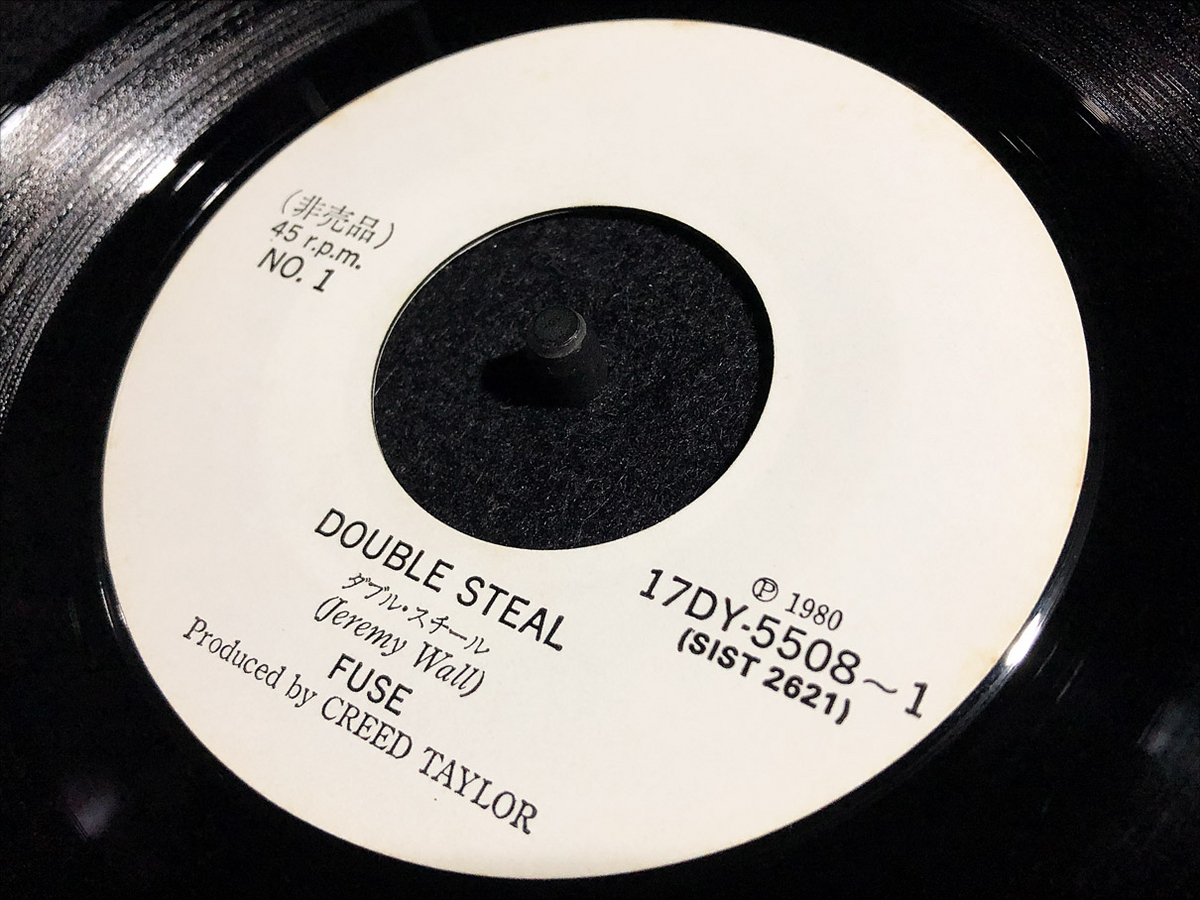 (非売品)
45 r.p.m.
NO. 1
DOUBLE STEAL
ダブル・スチール
(Jeremy Wall)
FUSE
Produced by CREED TAYLOR
Ⓟ 1980
17DY-5508~1
(SIST 2621)